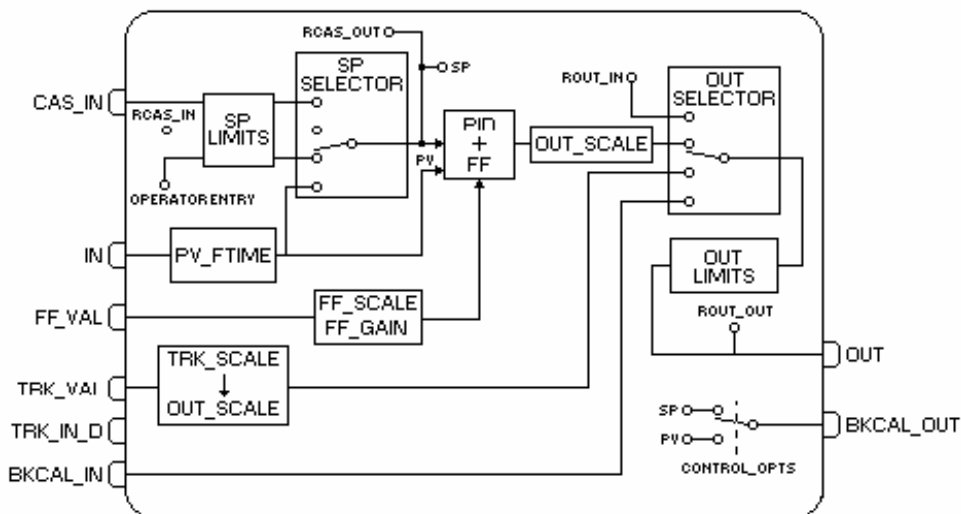 RCAS_OUT
SP
SP
SELECTOR
ROUT_IN
OUT
SELECTOR
CAS_IN
RCAS_IN
SP
LIMITS
PID
+
FF
OUT_SCALE
PV
OPERATOR ENTRY
IN
PV_FTIME
OUT
LIMITS
FF_VAL
FF_SCALE
FF_GAIN
ROUT_OUT
TRK_SCALE
OUT_SCALE
OUT
TRK_VAL
TRK_IN_D
SP
PV
BKCAL_OUT
CONTROL_OPTS
BKCAL_IN